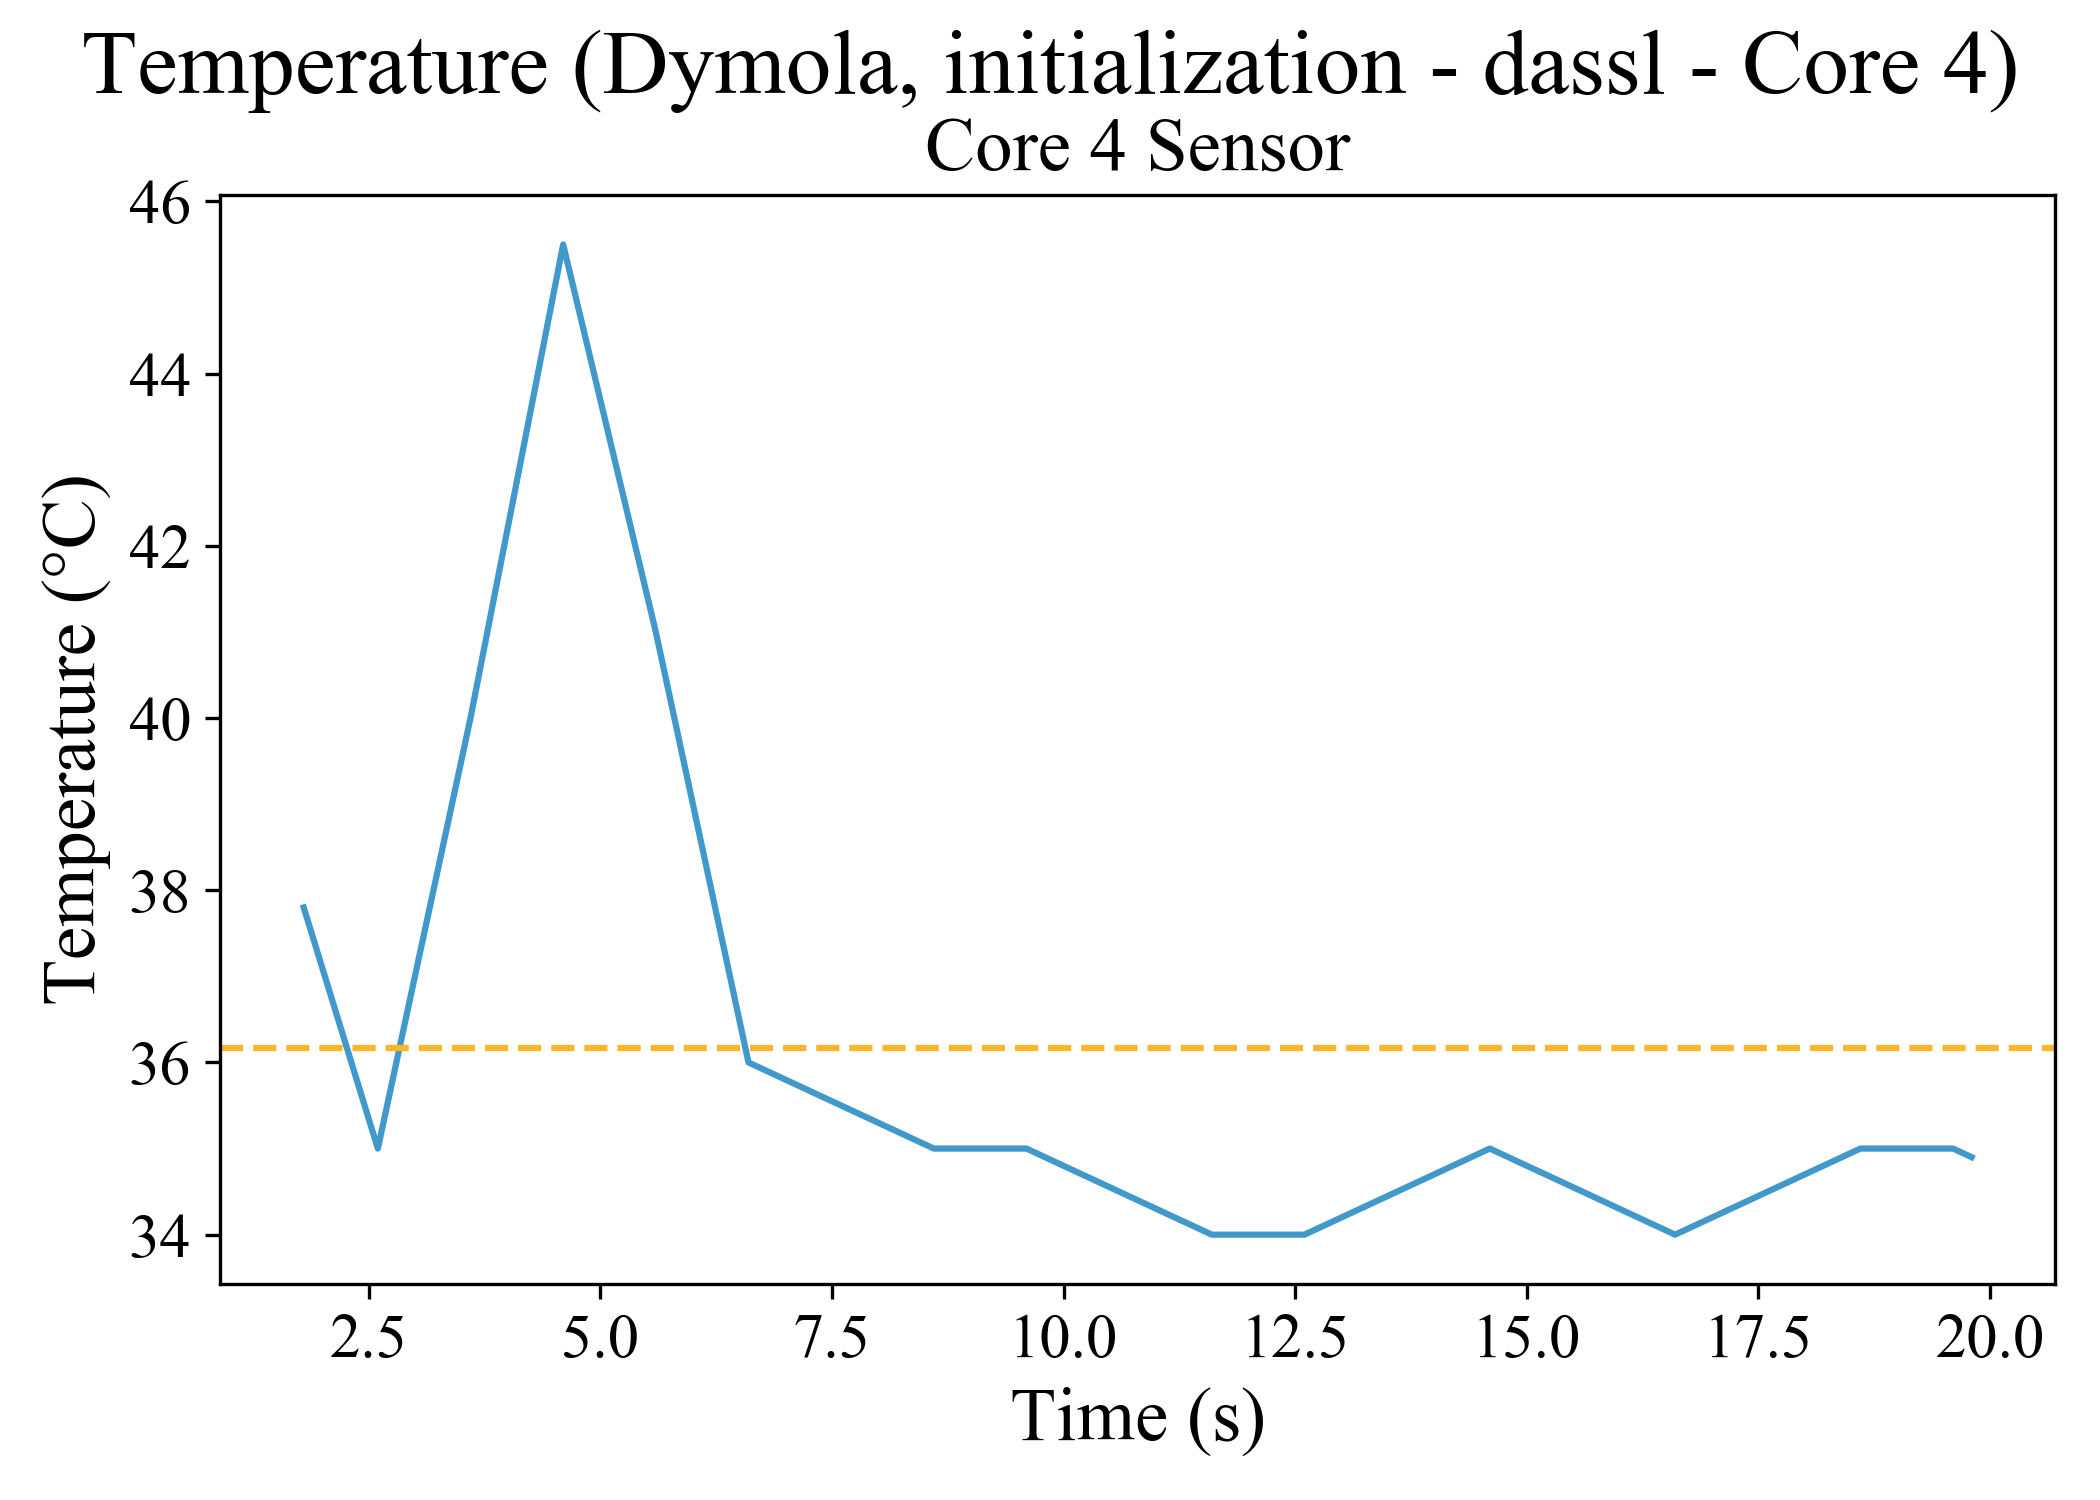 Temperature (Dymola, initialization - dassl - Core 4)
Core 4 Sensor
46
44
42
40
38
36
34
Temperature (°C)
2.5 5.0 7.5 10.0 12.5 15.0 17.5 20.0
Time (s)